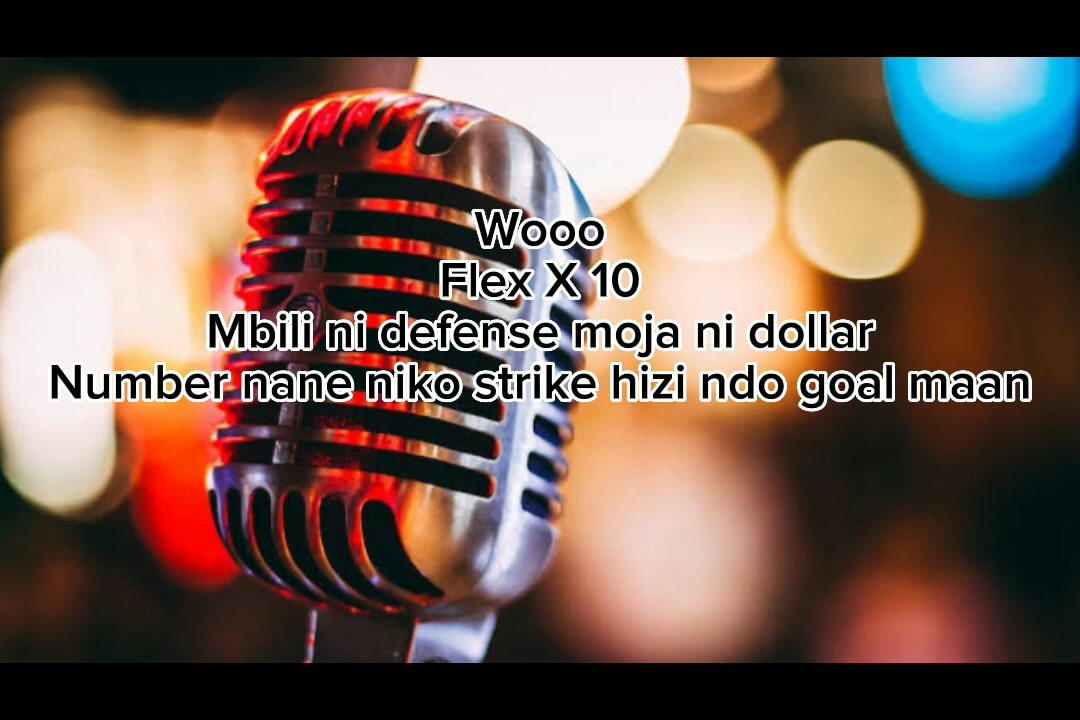 Wooo
Flex X 10
Mbili ni defense moja ni dollar
Number nane niko strike hizi ndo goal maan